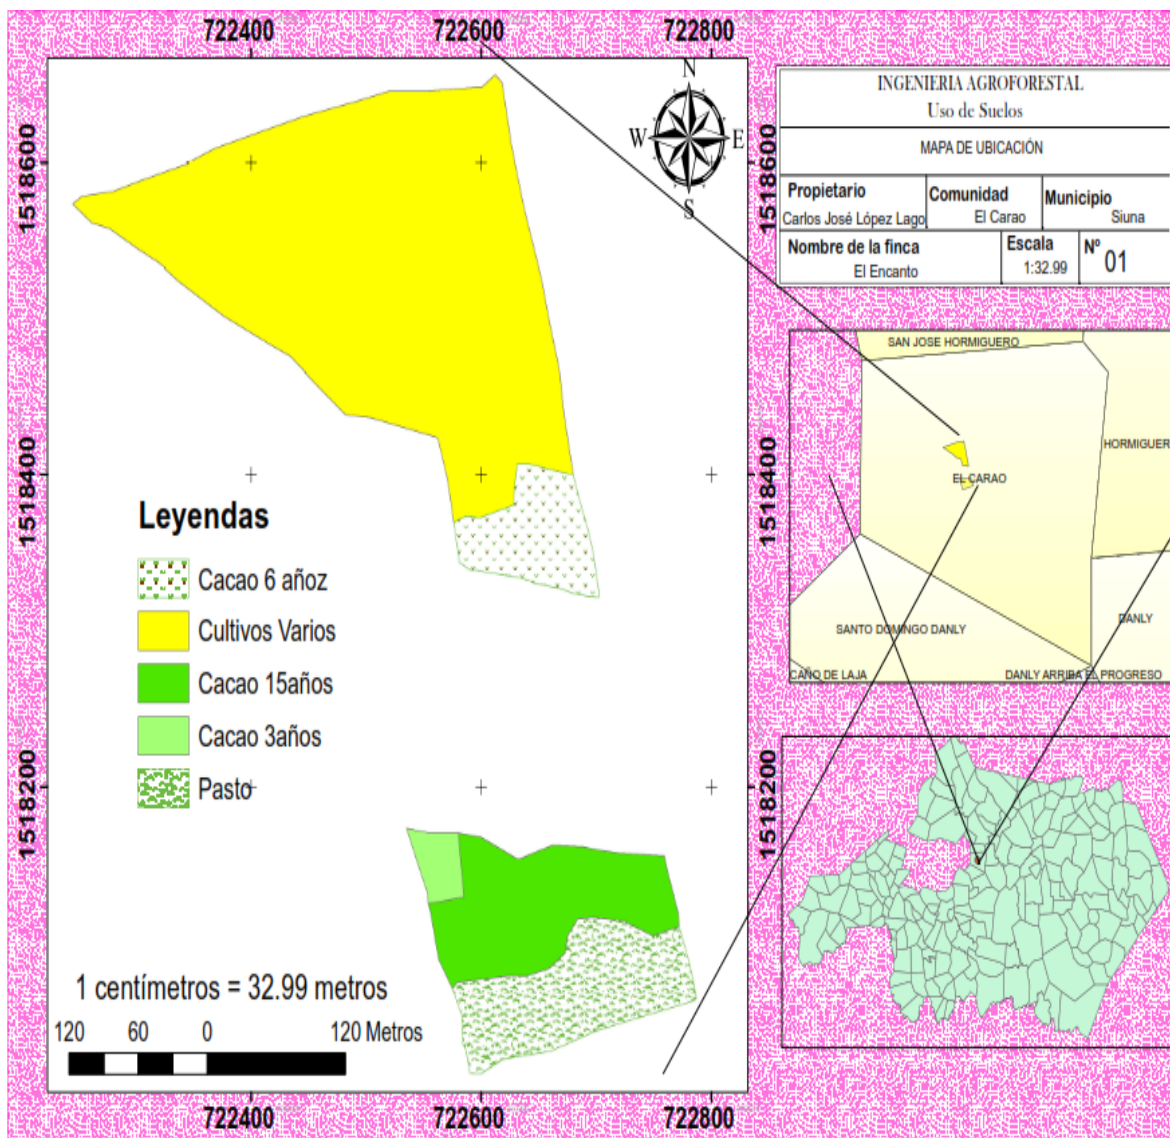 722400 722600 722800
N
W E
S
1518600
1518400
1518200
1518600
1518400
1518200
INGENIERIA AGROFORESTAL
Uso de Suelos
MAPA DE UBICACIÓN
Propietario
Carlos José López Lago
Comunidad
El Carao
Municipio
Siuna
Nombre de la finca
El Encanto
Escala
1:32.99
Nº 01
SAN JOSE HORMIGUERO
HORMIGUER
EL CARAO
SANTO DOMINGO DANLY
DANLY
CAÑO DE LAJA
DANLY ARRIBA EL PROGRESO
Leyendas
Cacao 6 añoz
Cultivos Varios
Cacao 15años
Cacao 3años
Pasto
1 centímetros = 32.99 metros
120 60 0 120 Metros
722400 722600 722800